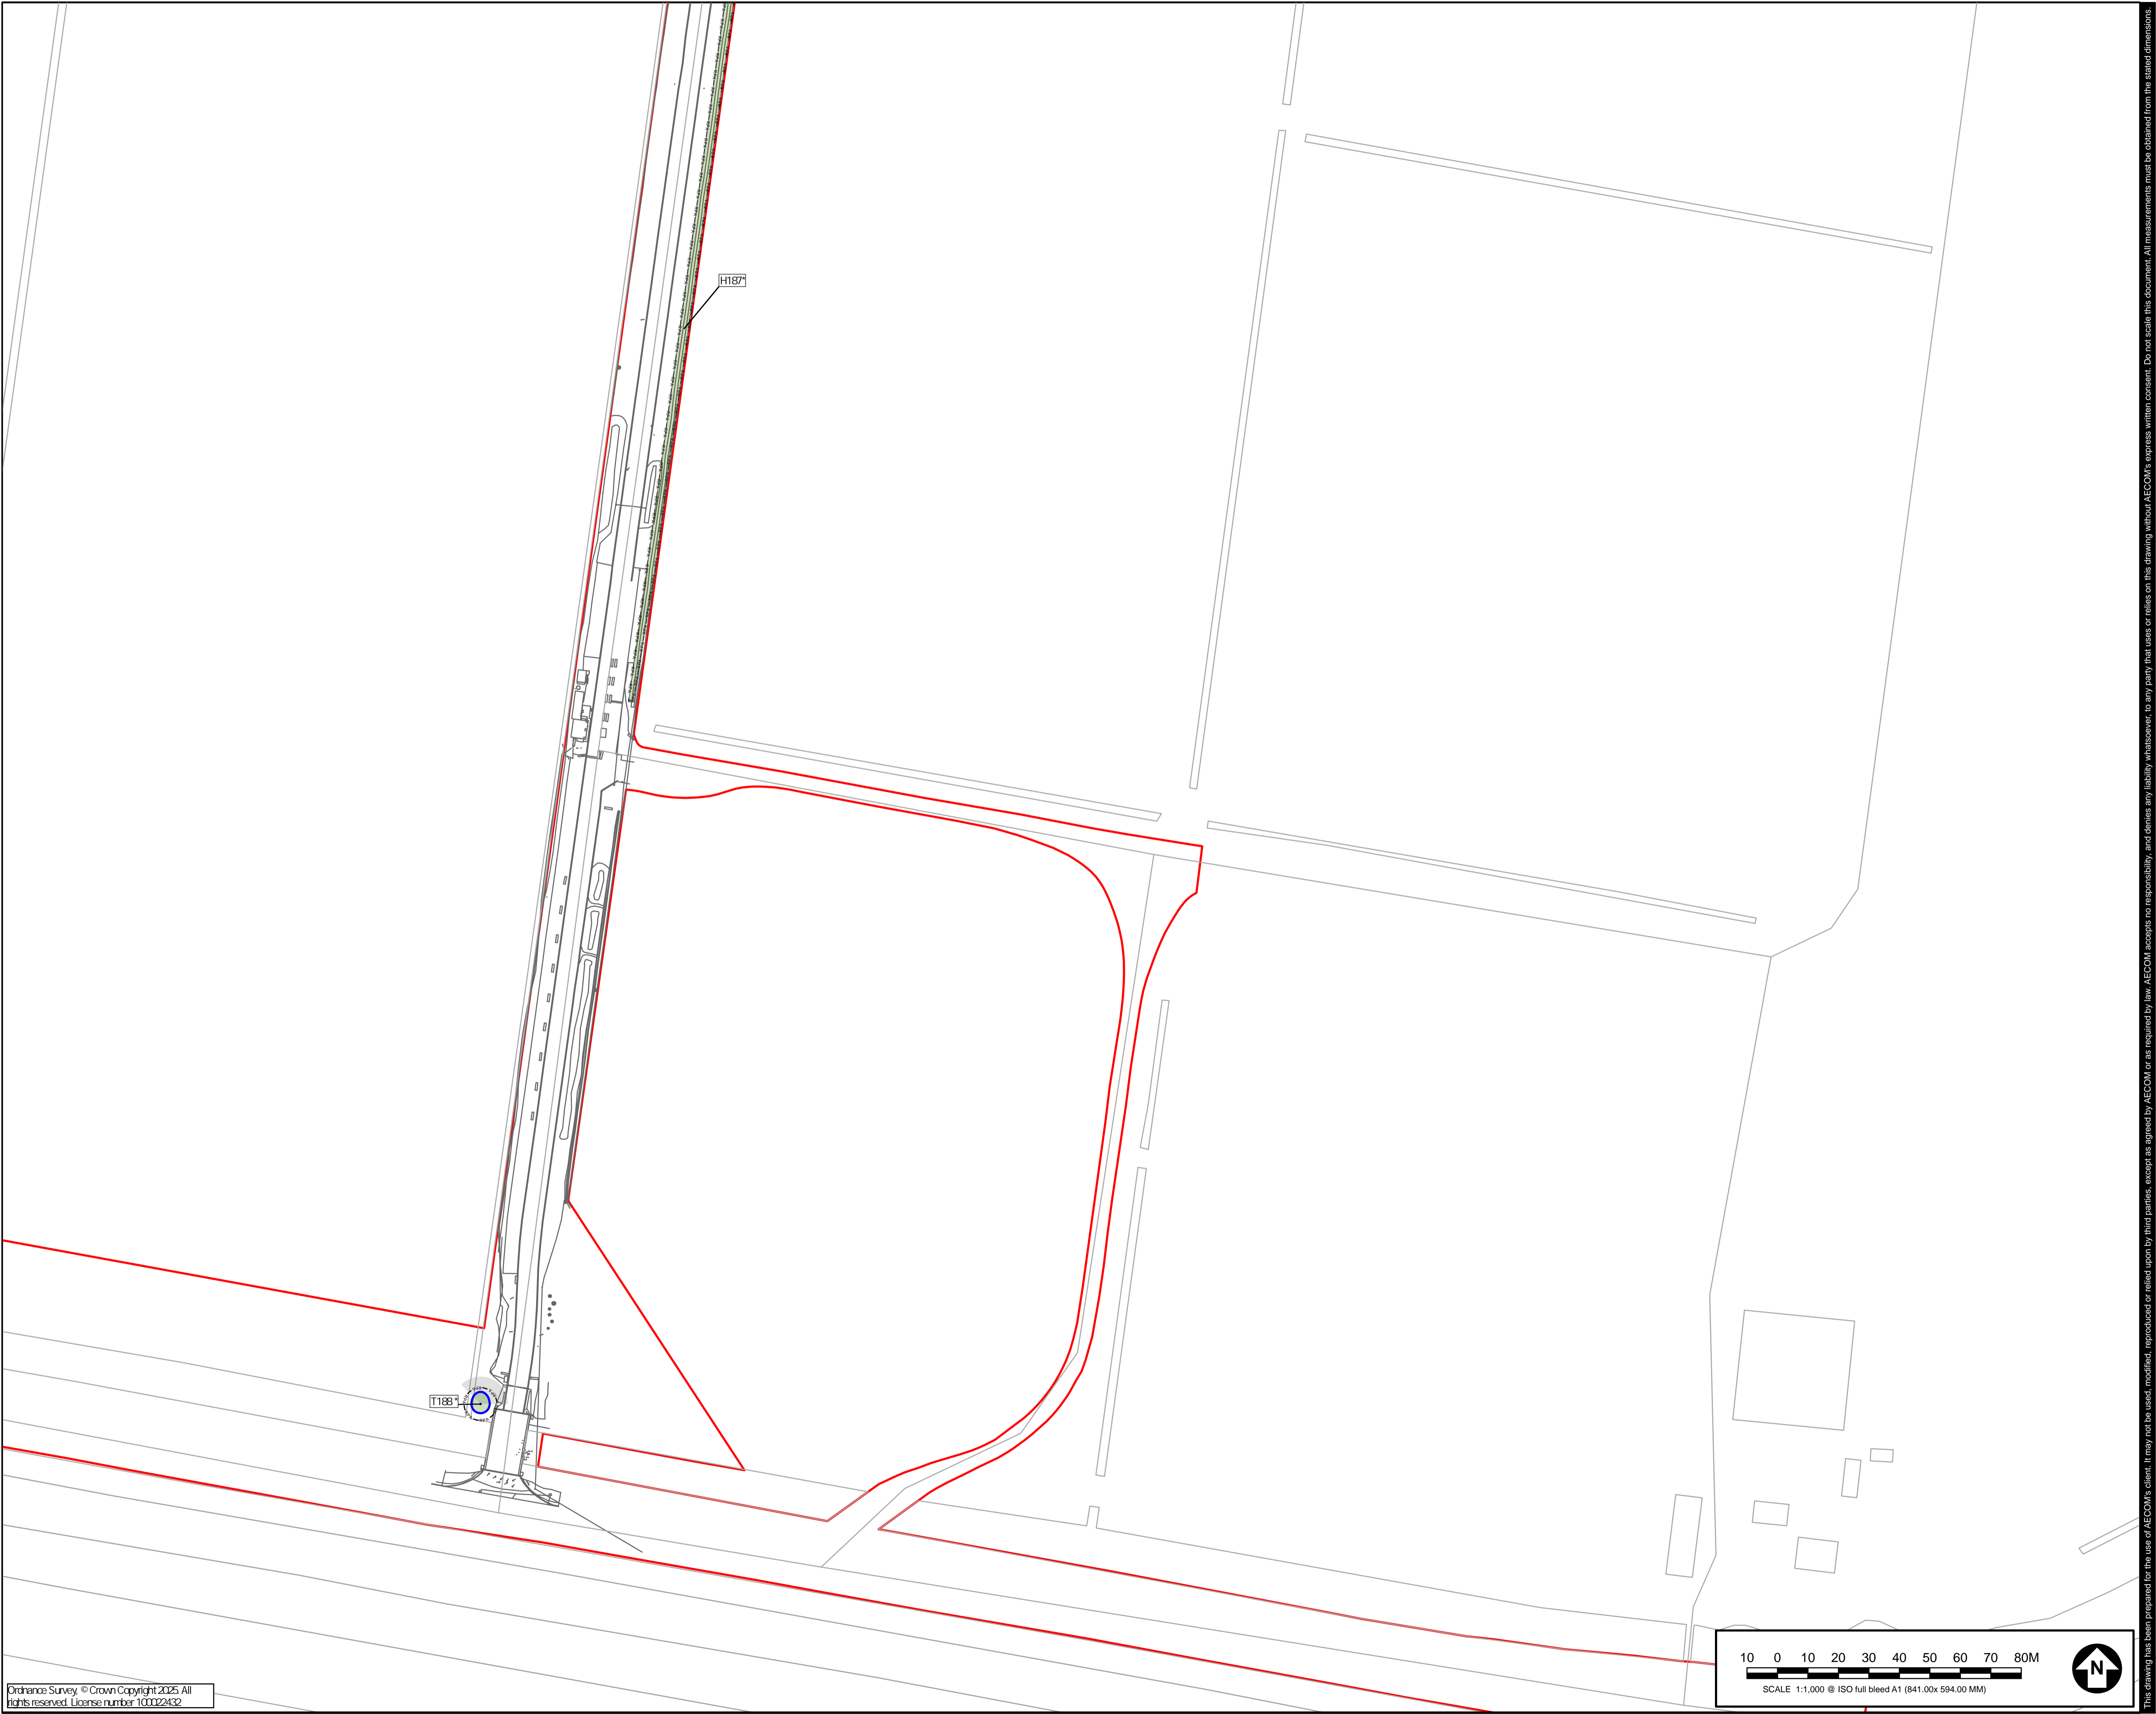 H187*
T188*
Ordnance Survey, © Crown Copyright 2025. All
rights reserved. License number 100022432
10 0 10 20 30 40 50 60 70 80M
SCALE 1:1,000 @ ISO full bleed A1 (841.00x 594.00 MM)
N
This drawing has been prepared for the use of AECOM's client. It may not be used, modified, reproduced or relied upon by third parties, except as agreed by AECOM or as required by law. AECOM accepts no responsibility, and denies any liability whatsoever, to any party that uses or relies on this drawing without AECOM's express written consent. Do not scale this document. All measurements must be obtained from the stated dimensions.